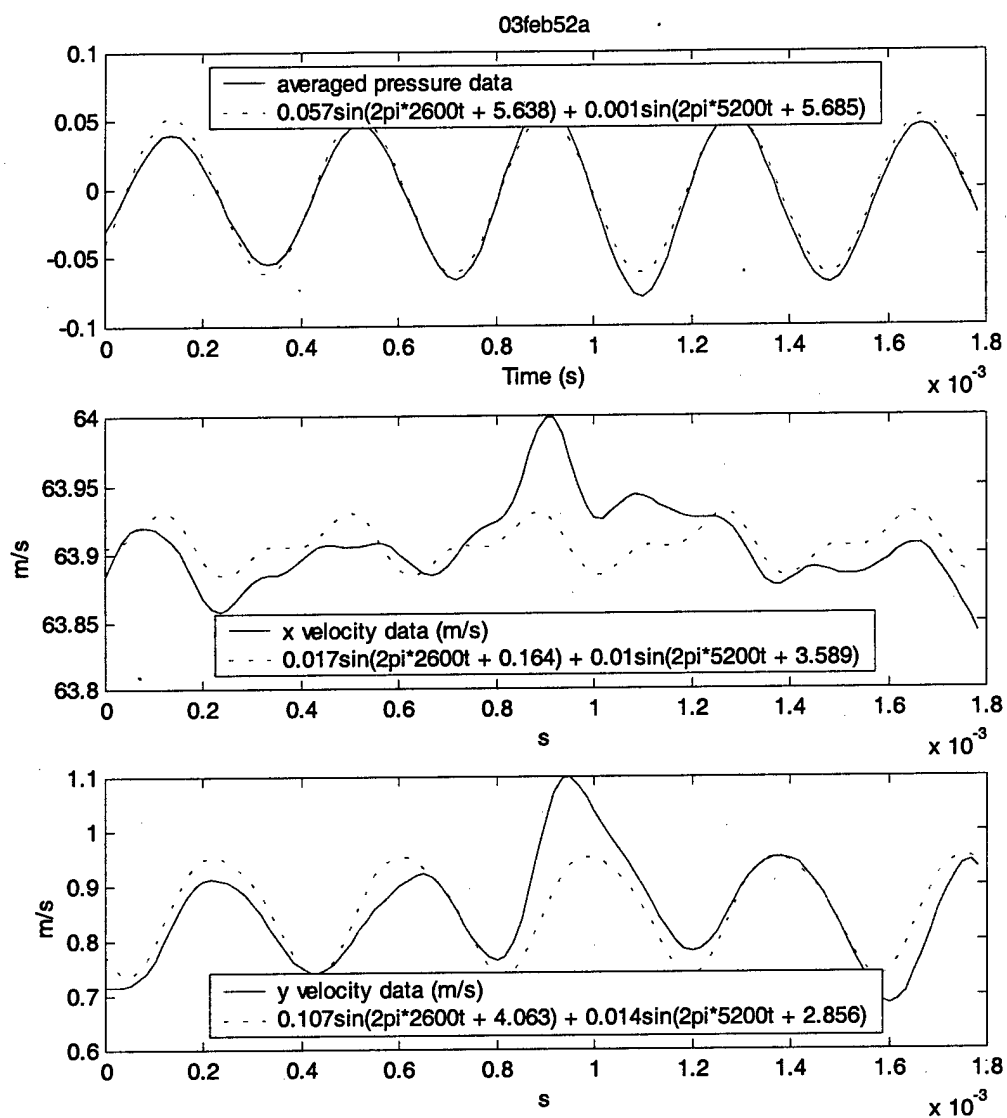 03feb52a
0.1
0.05
0
-0.05
-0.1
averaged pressure data
0.057sin(2pi*2600t + 5.638) + 0.001sin(2pi*5200t + 5.685)
0 0.2 0.4 0.6 0.8 1 1.2 1.4 1.6 1.8
Time (s)
x 10^-3
64
63.95
63.9
63.85
63.8
m/s
x velocity data (m/s)
0.017sin(2pi*2600t + 0.164) + 0.01sin(2pi*5200t + 3.589)
0 0.2 0.4 0.6 0.8 1 1.2 1.4 1.6 1.8
s
x 10^-3
1.1
1
0.9
0.8
0.7
0.6
m/s
y velocity data (m/s)
0.107sin(2pi*2600t + 4.063) + 0.014sin(2pi*5200t + 2.856)
0 0.2 0.4 0.6 0.8 1 1.2 1.4 1.6 1.8
s
x 10^-3